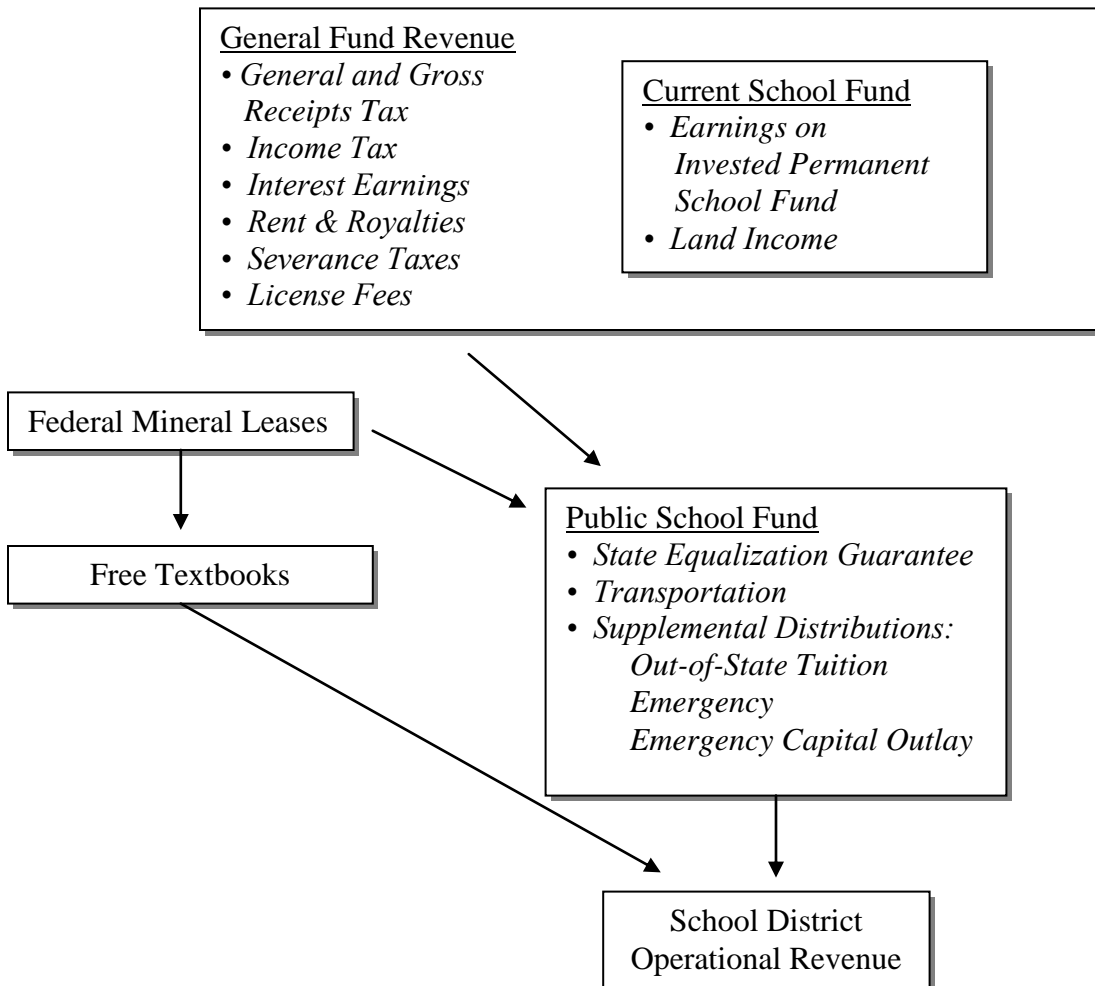 General Fund Revenue
• General and Gross
Receipts Tax
• Income Tax
• Interest Earnings
• Rent & Royalties
• Severance Taxes
• License Fees
Current School Fund
• Earnings on
Invested Permanent
School Fund
• Land Income
Federal Mineral Leases
Free Textbooks
Public School Fund
• State Equalization Guarantee
• Transportation
• Supplemental Distributions:
Out-of-State Tuition
Emergency
Emergency Capital Outlay
School District
Operational Revenue